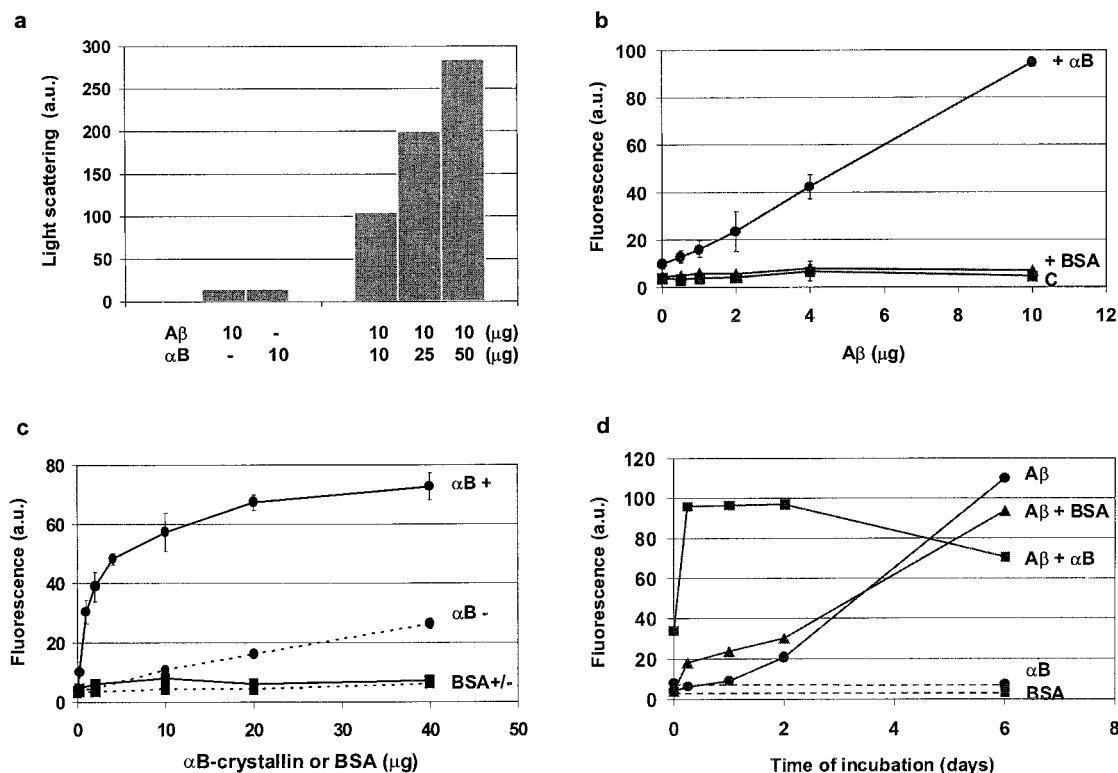 a
Light scattering (a.u.)
300
250
200
150
100
50
0
Aβ 10 - 10 10 10 (μg)
αB - 10 10 25 50 (μg)
b
Fluorescence (a.u.)
100
80
60
40
20
0
+ αB
+ BSA
C
0 2 4 6 8 10 12
Aβ (μg)
c
Fluorescence (a.u.)
80
60
40
20
0
αB +
αB -
BSA+/-
0 10 20 30 40 50
αB-crystallin or BSA (μg)
d
Fluorescence (a.u.)
120
100
80
60
40
20
0
Aβ
Aβ + BSA
Aβ + αB
αB
BSA
0 2 4 6 8
Time of incubation (days)